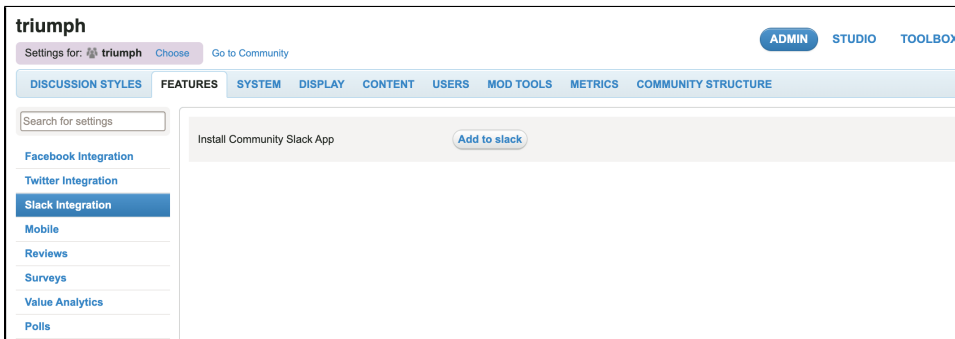 triumph
ADMIN STUDIO TOOLBOX
Settings for: triumph Choose Go to Community
DISCUSSION STYLES FEATURES SYSTEM DISPLAY CONTENT USERS MOD TOOLS METRICS COMMUNITY STRUCTURE
Search for settings
Install Community Slack App Add to slack
Facebook Integration
Twitter Integration
Slack Integration
Mobile
Reviews
Surveys
Value Analytics
Polls